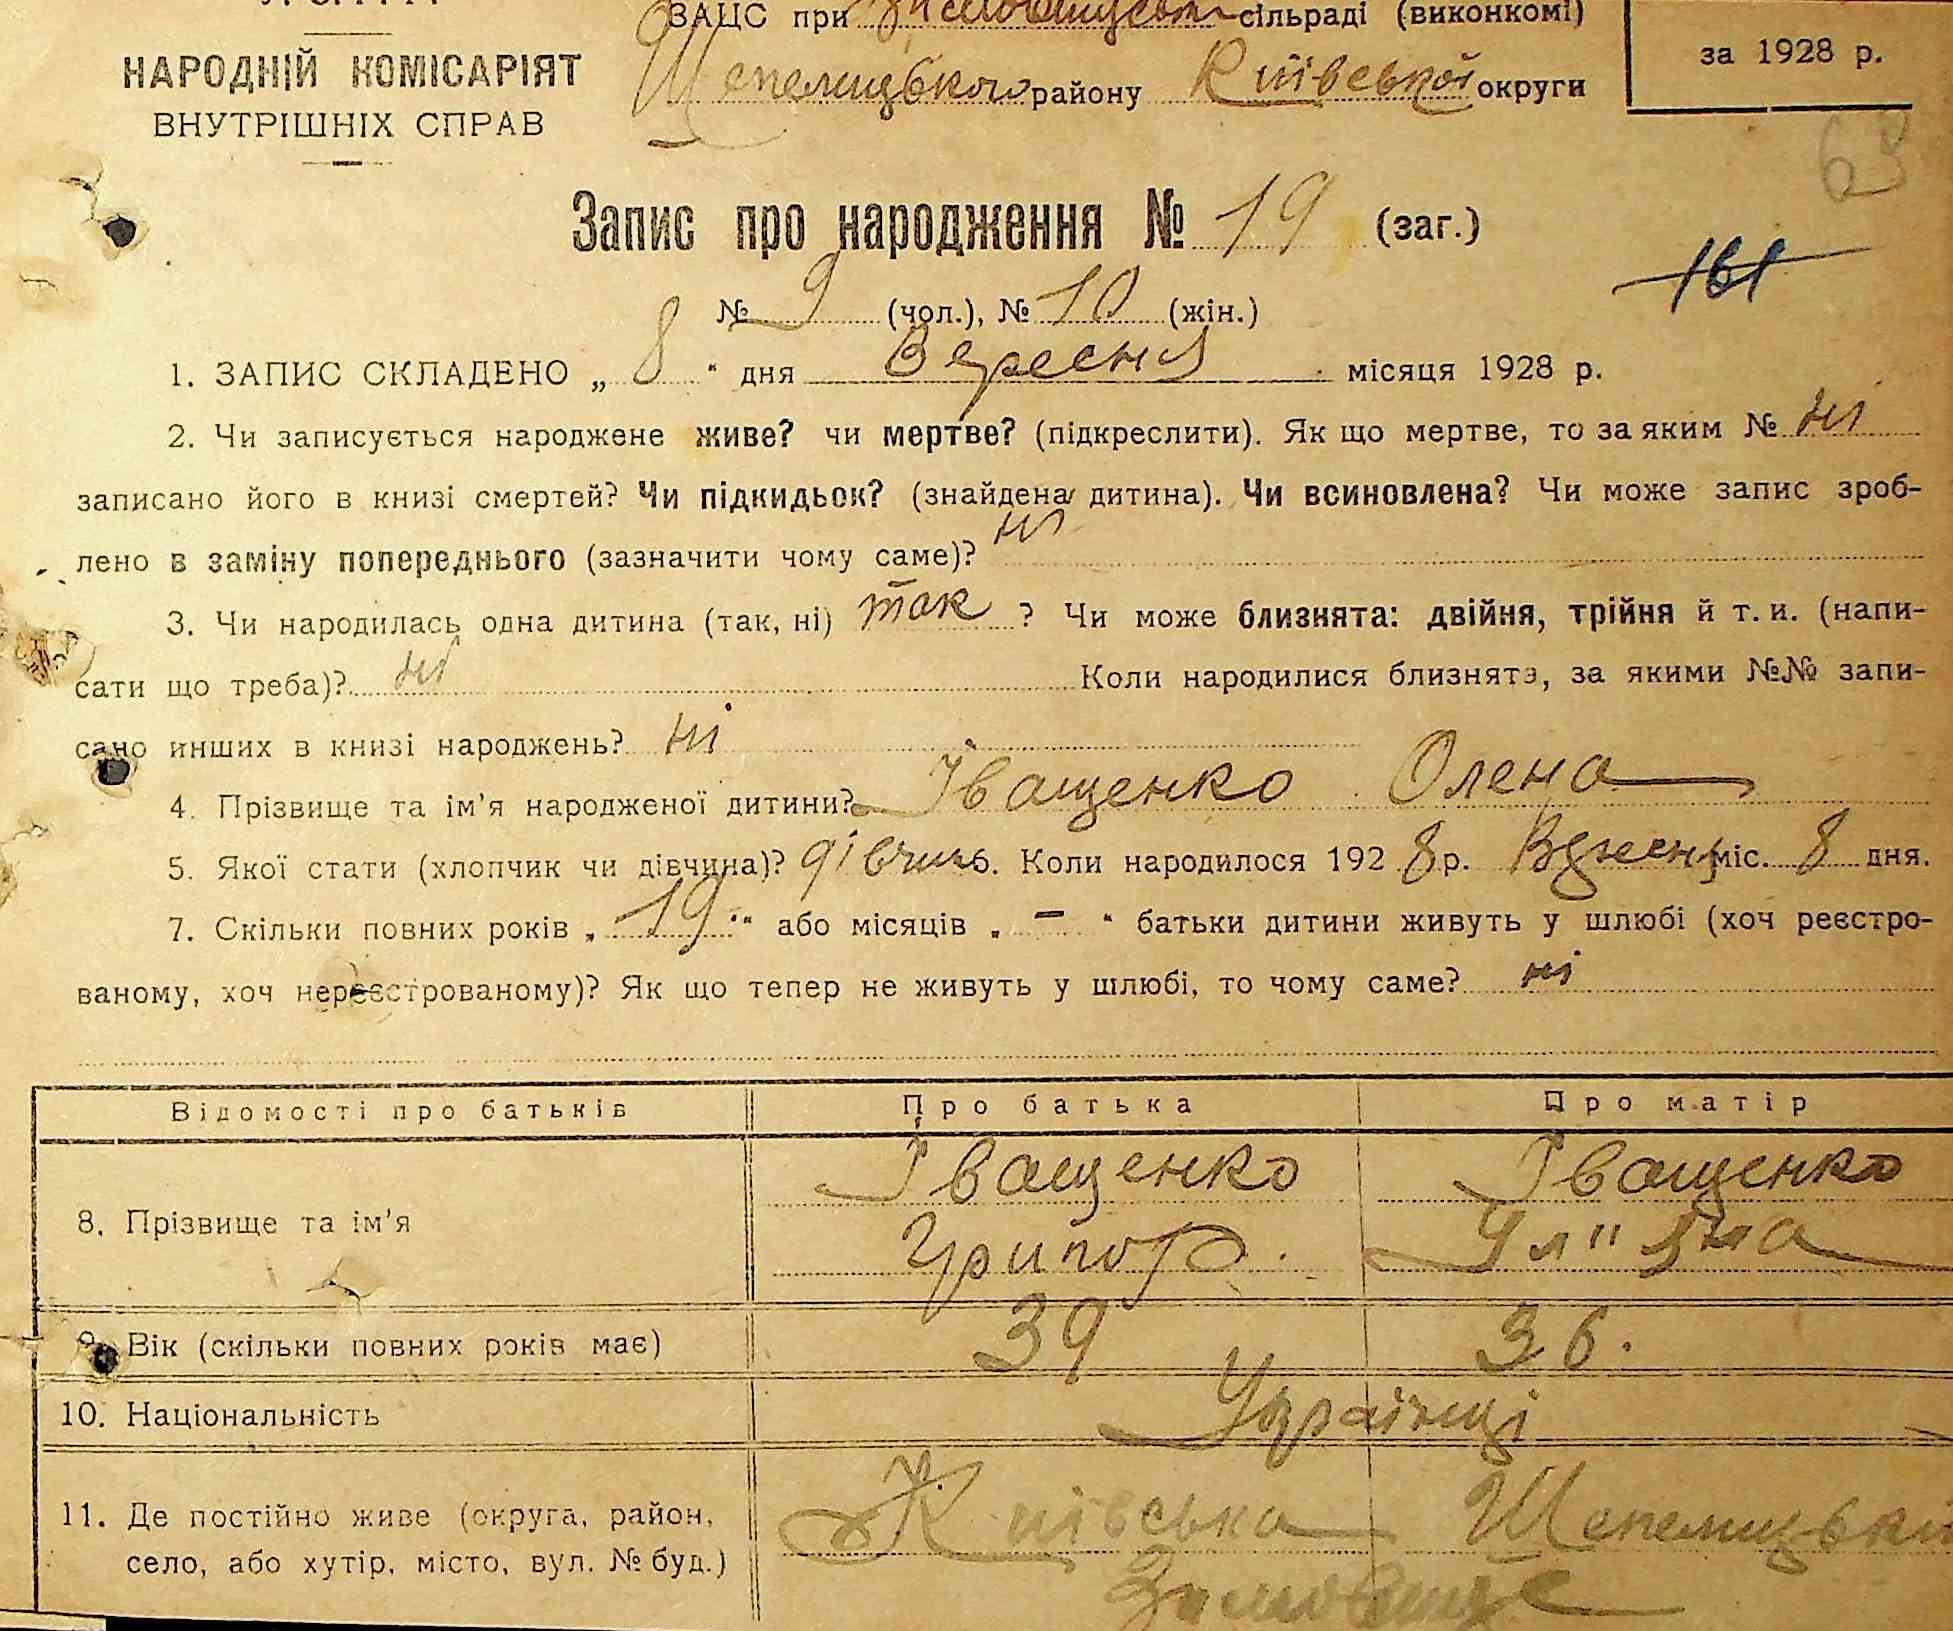 ЗАЦС при Зимовищеській сільраді (виконкомі)
НАРОДНІЙ КОМІСАРІЯТ
ВНУТРІШНІХ СПРАВ
Шепелицького району Київської округи
за 1928 р.
63
Запис про народження № 19 (заг.)
161
№ 9 (чол.), № 10 (жін.)
1. ЗАПИС СКЛАДЕНО „ 8 “ дня Вересня місяця 1928 р.
2. Чи записується народжене живе? чи мертве? (підкреслити). Як що мертве, то за яким № ні
записано його в книзі смертей? Чи підкидьок? (знайдена дитина). Чи всиновлена? Чи може запис зроб-
лено в заміну попереднього (зазначити чому саме)? ні
3. Чи народилась одна дитина (так, ні) так ? Чи може близнята: двійня, трійня й т. и. (напи-
сати що треба)? ні Коли народилися близнята, за якими №№ запи-
сано инших в книзі народжень? ні
4. Прізвище та ім'я народженої дитини? Іващенко Олена
5. Якої стати (хлопчик чи дівчина)? дівчина 6. Коли народилося 1928 р. Вересня міс. 8 дня.
7. Скільки повних років „ 19 “ або місяців „ – “ батьки дитини живуть у шлюбі (хоч реєстро-
ваному, хоч нереєстрованому)? Як що тепер не живуть у шлюбі, то чому саме? ні
Відомості про батьків Про батька Про матір
8. Прізвище та ім'я Іващенко Іващенко
Григор Улияна
9. Вік (скільки повних років має) 39 36.
10. Національність Українці
11. Де постійно живе (округа, район, Київська Шепелицький
село, або хутір, місто, вул. № буд.) Зимовище